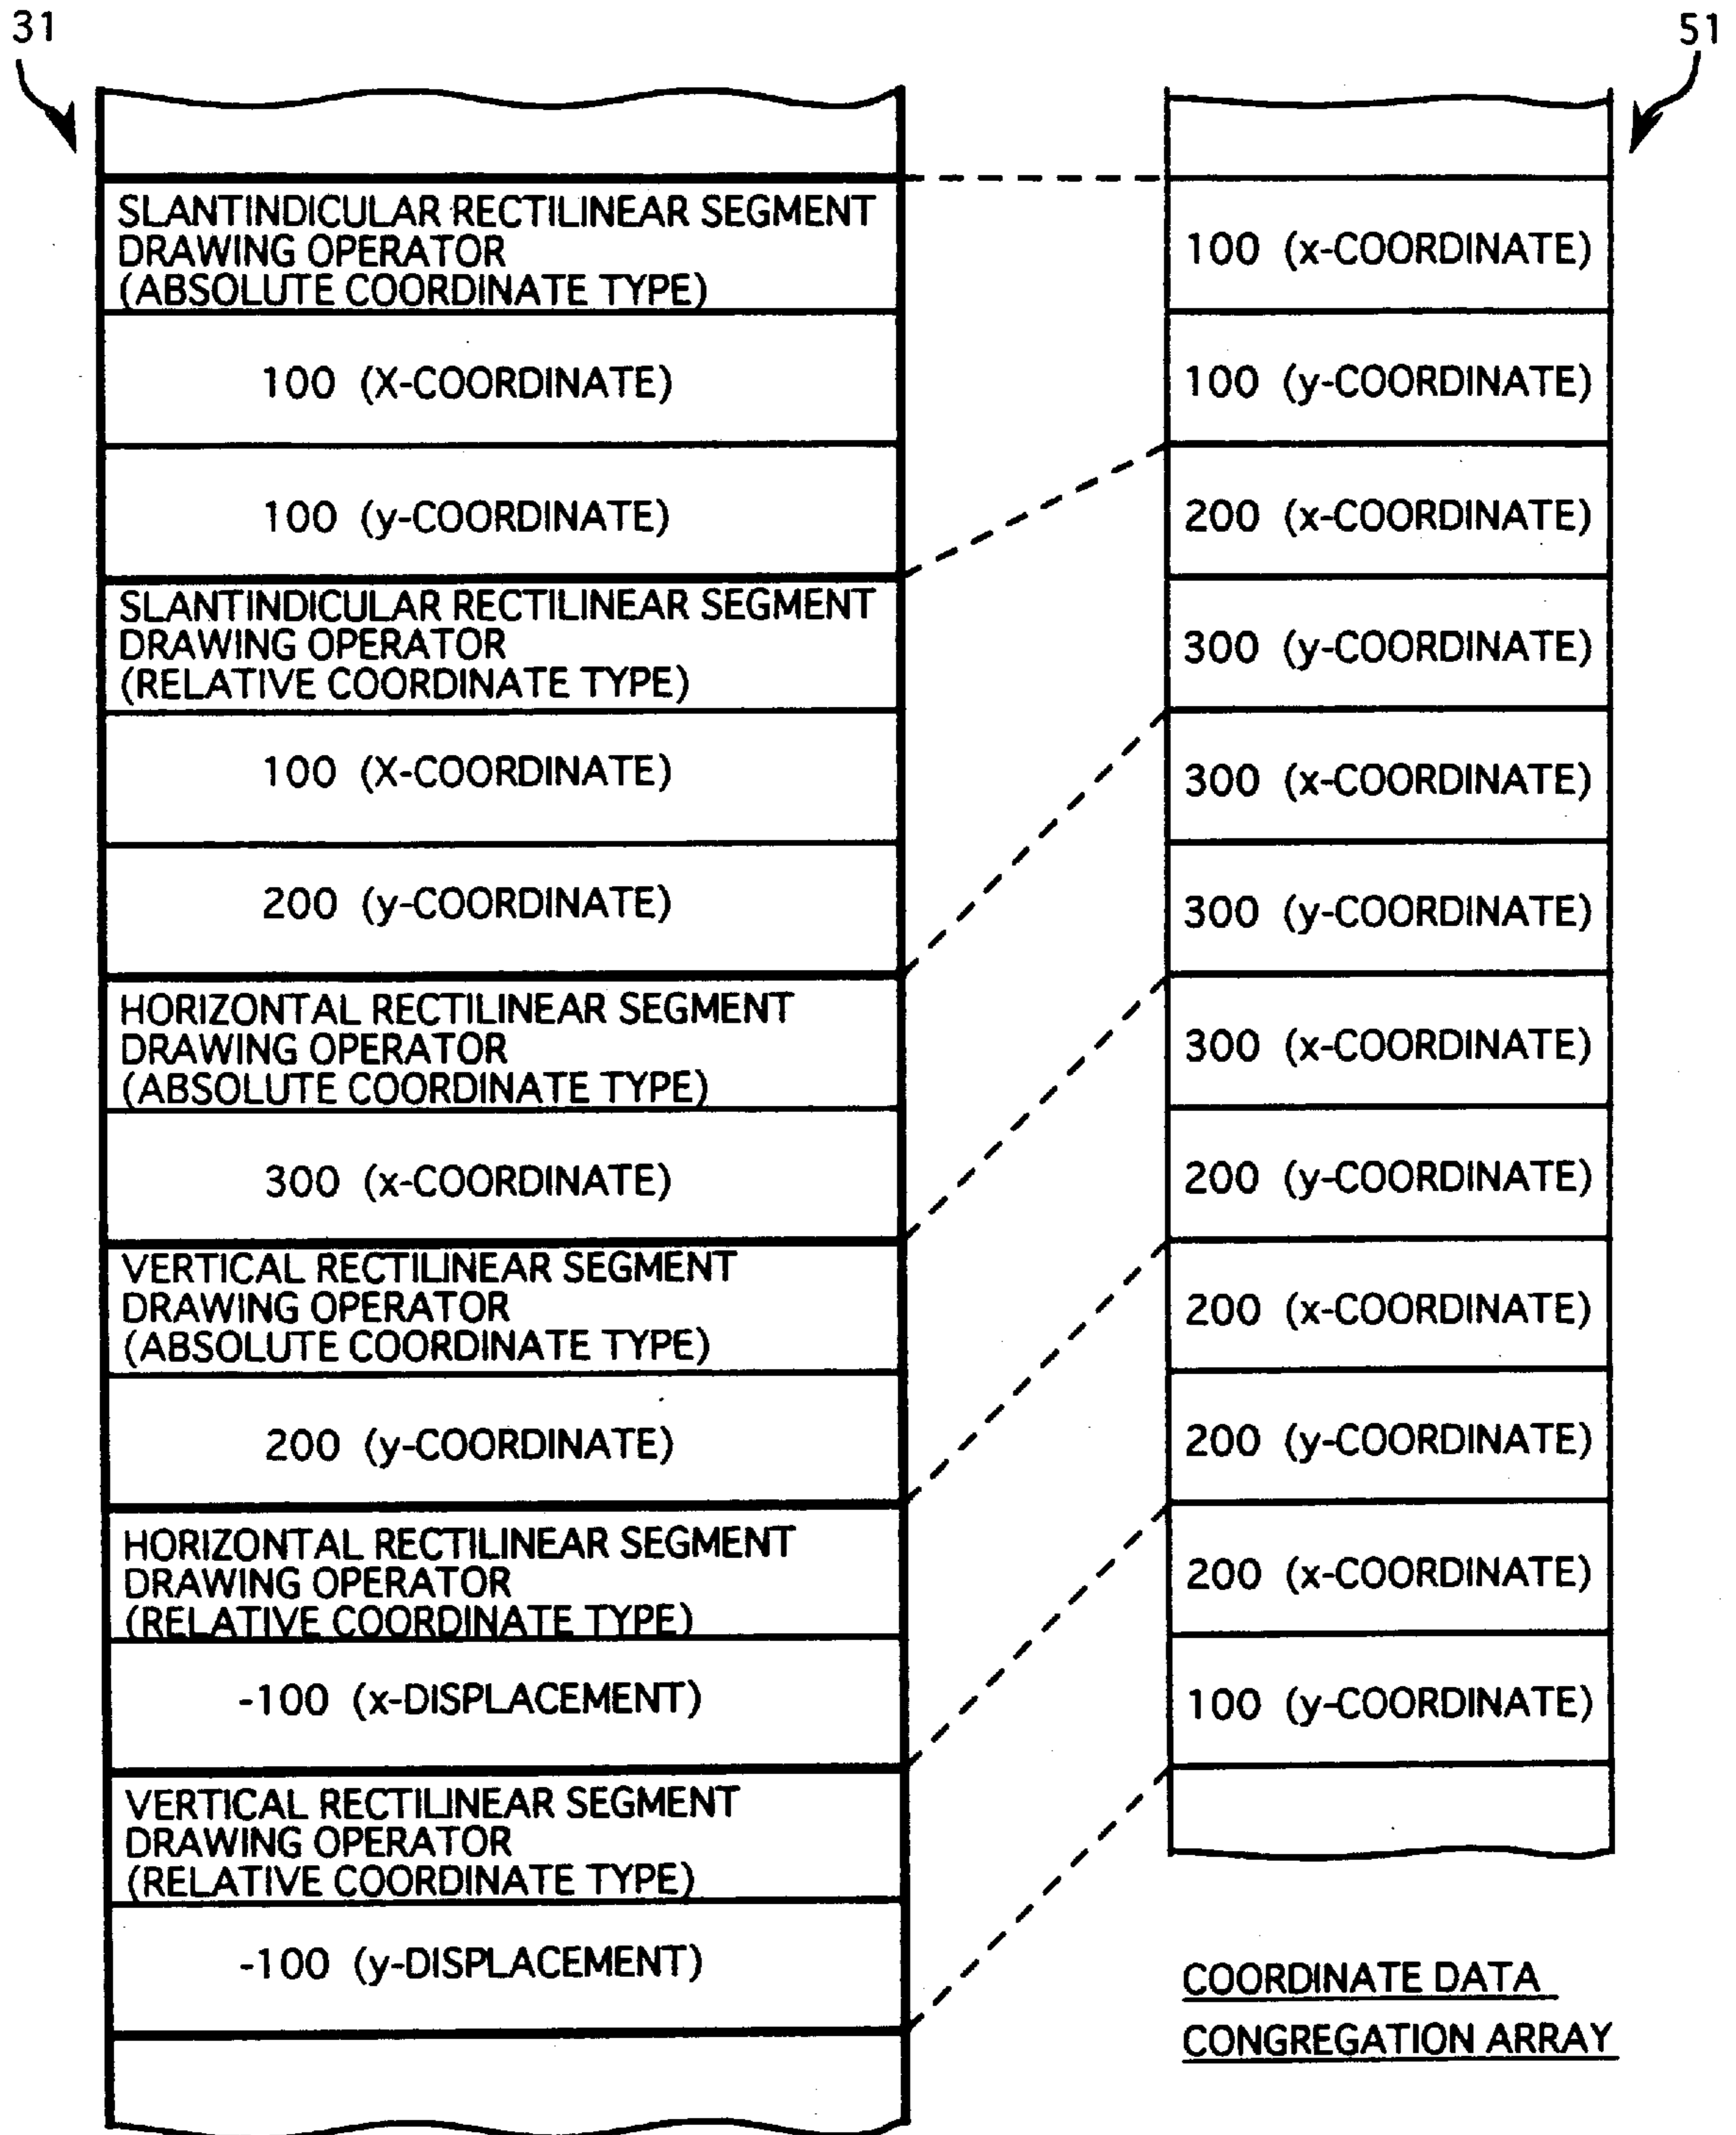 31
51
SLANTINDICULAR RECTILINEAR SEGMENT
DRAWING OPERATOR
(ABSOLUTE COORDINATE TYPE)
100 (X-COORDINATE)
100 (y-COORDINATE)
SLANTINDICULAR RECTILINEAR SEGMENT
DRAWING OPERATOR
(RELATIVE COORDINATE TYPE)
100 (X-COORDINATE)
200 (y-COORDINATE)
HORIZONTAL RECTILINEAR SEGMENT
DRAWING OPERATOR
(ABSOLUTE COORDINATE TYPE)
300 (x-COORDINATE)
VERTICAL RECTILINEAR SEGMENT
DRAWING OPERATOR
(ABSOLUTE COORDINATE TYPE)
200 (y-COORDINATE)
HORIZONTAL RECTILINEAR SEGMENT
DRAWING OPERATOR
(RELATIVE COORDINATE TYPE)
-100 (x-DISPLACEMENT)
VERTICAL RECTILINEAR SEGMENT
DRAWING OPERATOR
(RELATIVE COORDINATE TYPE)
-100 (y-DISPLACEMENT)
100 (x-COORDINATE)
100 (y-COORDINATE)
200 (x-COORDINATE)
300 (y-COORDINATE)
300 (x-COORDINATE)
300 (y-COORDINATE)
300 (x-COORDINATE)
200 (y-COORDINATE)
200 (x-COORDINATE)
200 (y-COORDINATE)
200 (x-COORDINATE)
100 (y-COORDINATE)
COORDINATE DATA
CONGREGATION ARRAY